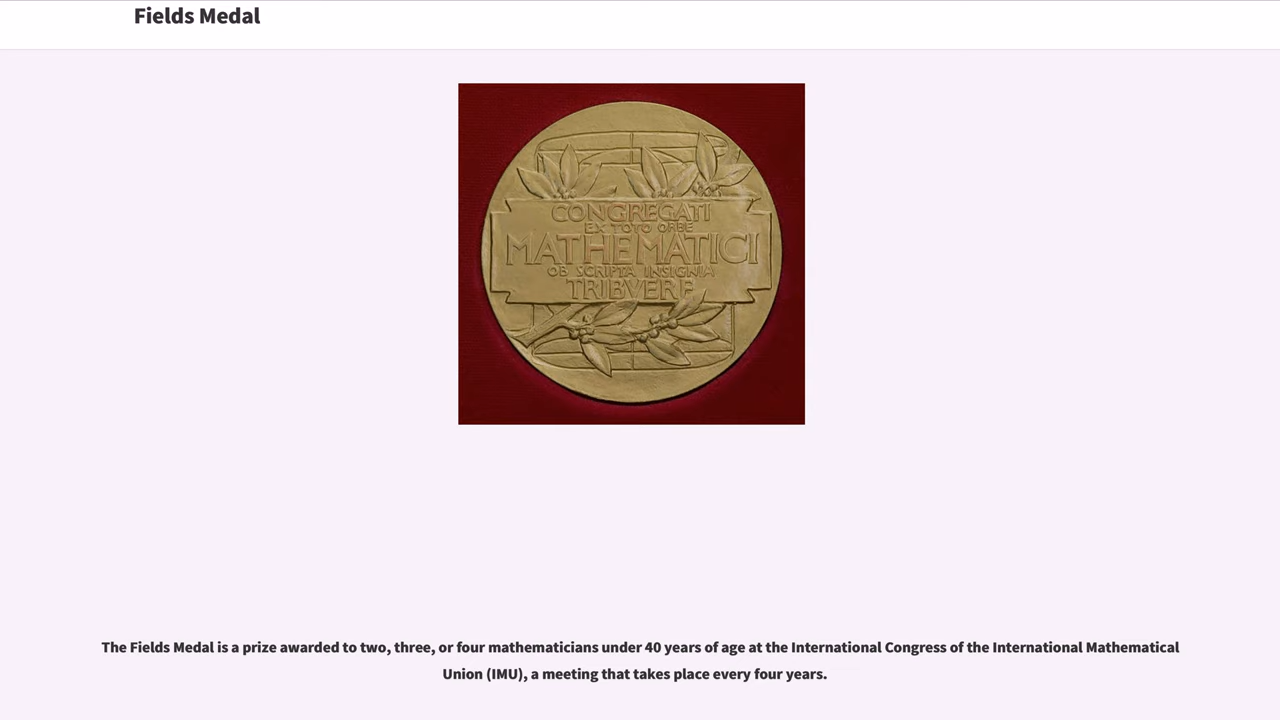 Fields Medal
CONGREGATI
EX TOTO ORBE
MATHEMATICI
OB SCRIPTA INSIGNIA
TRIBVERE
The Fields Medal is a prize awarded to two, three, or four mathematicians under 40 years of age at the International Congress of the International Mathematical
Union (IMU), a meeting that takes place every four years.